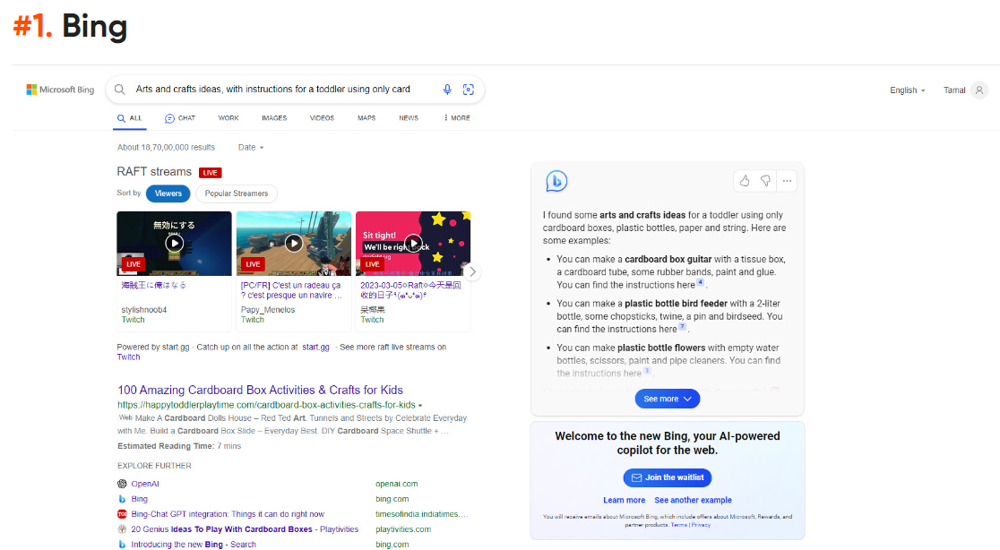 #1. Bing
Microsoft Bing
Arts and crafts ideas, with instructions for a toddler using only card
English
Tamal
ALL
CHAT
WORK
IMAGES
VIDEOS
MAPS
NEWS
MORE
About 18,70,00,000 results
Date
RAFT streams LIVE
Sort by Viewers Popular Streamers
無効にする
LIVE
海賊王に俺はなる
stylishnoob4
Twitch
LIVE
[PC/FR] C'est un radeau ça
? c'est presque un navire ...
Papy_Menelos
Twitch
Sit tight!
We'll be right back
LIVE
2023-03-05
Raft
今天是回
收的日子
呆椰果
Twitch
Powered by start.gg · Catch up on all the action at start.gg · See more raft live streams on
Twitch
100 Amazing Cardboard Box Activities & Crafts for Kids
https://happytoddlerplaytime.com/cardboard-box-activities-crafts-for-kids
Web Make A Cardboard Dolls House – Red Ted Art. Tunnels and Streets by Celebrate Everyday
with Me. Build a Cardboard Box Slide – Everyday Best. DIY Cardboard Space Shuttle + ...
Estimated Reading Time: 7 mins
EXPLORE FURTHER
OpenAI openai.com
Bing bing.com
Bing-Chat GPT integration: Things it can do right now timesofindia.indiatimes....
20 Genius Ideas To Play With Cardboard Boxes - Playtivities playtivities.com
Introducing the new Bing - Search bing.com
I found some arts and crafts ideas for a toddler using only
cardboard boxes, plastic bottles, paper and string. Here are
some examples:
• You can make a cardboard box guitar with a tissue box,
a cardboard tube, some rubber bands, paint and glue.
You can find the instructions here 4 .
• You can make a plastic bottle bird feeder with a 2-liter
bottle, some chopsticks, twine, a pin and birdseed. You
can find the instructions here 7 .
• You can make plastic bottle flowers with empty water
bottles, scissors, paint and pipe cleaners. You can find
the instructions here
See more
Welcome to the new Bing, your AI-powered
copilot for the web.
Join the waitlist
Learn more See another example
You will receive emails about Microsoft Bing, which include offers about Microsoft, Rewards, and
partner products. Terms | Privacy